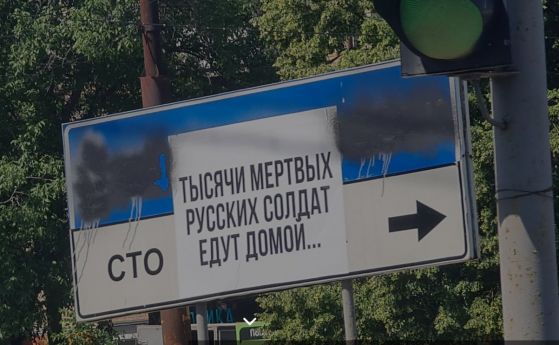 ТЫСЯЧИ МЕРТВЫХ
РУССКИХ СОЛДАТ
ЕДУТ ДОМОЙ...
СТО